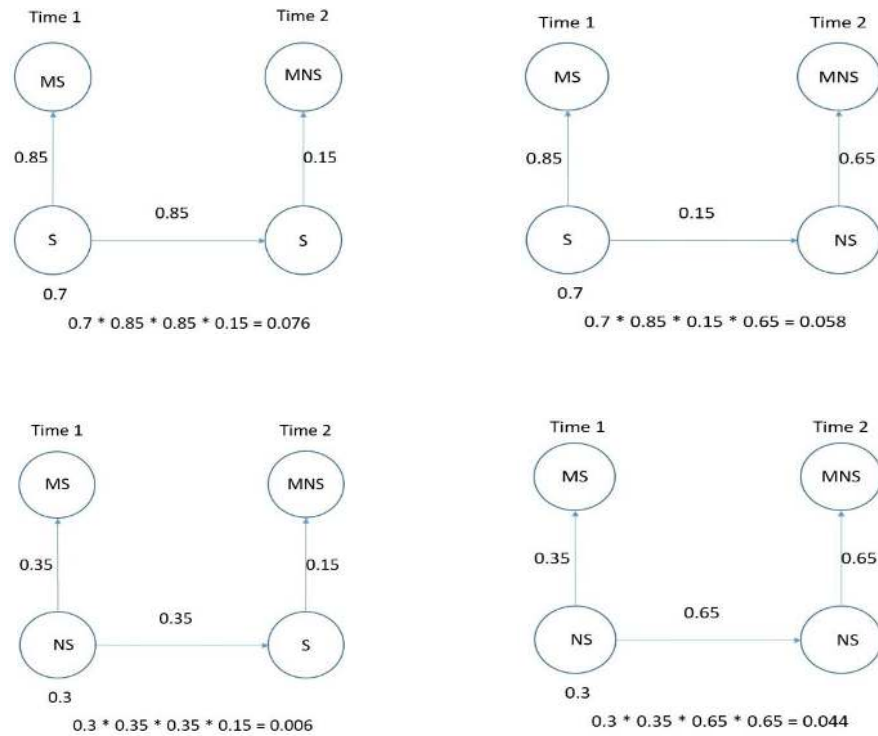 Time 1 Time 2
MS MNS
0.85 0.15
0.85
S S
0.7
0.7 * 0.85 * 0.85 * 0.15 = 0.076
Time 1 Time 2
MS MNS
0.85 0.65
0.15
S NS
0.7
0.7 * 0.85 * 0.15 * 0.65 = 0.058
Time 1 Time 2
MS MNS
0.35 0.15
0.35
NS S
0.3
0.3 * 0.35 * 0.35 * 0.15 = 0.006
Time 1 Time 2
MS MNS
0.35 0.65
0.65
NS NS
0.3
0.3 * 0.35 * 0.65 * 0.65 = 0.044